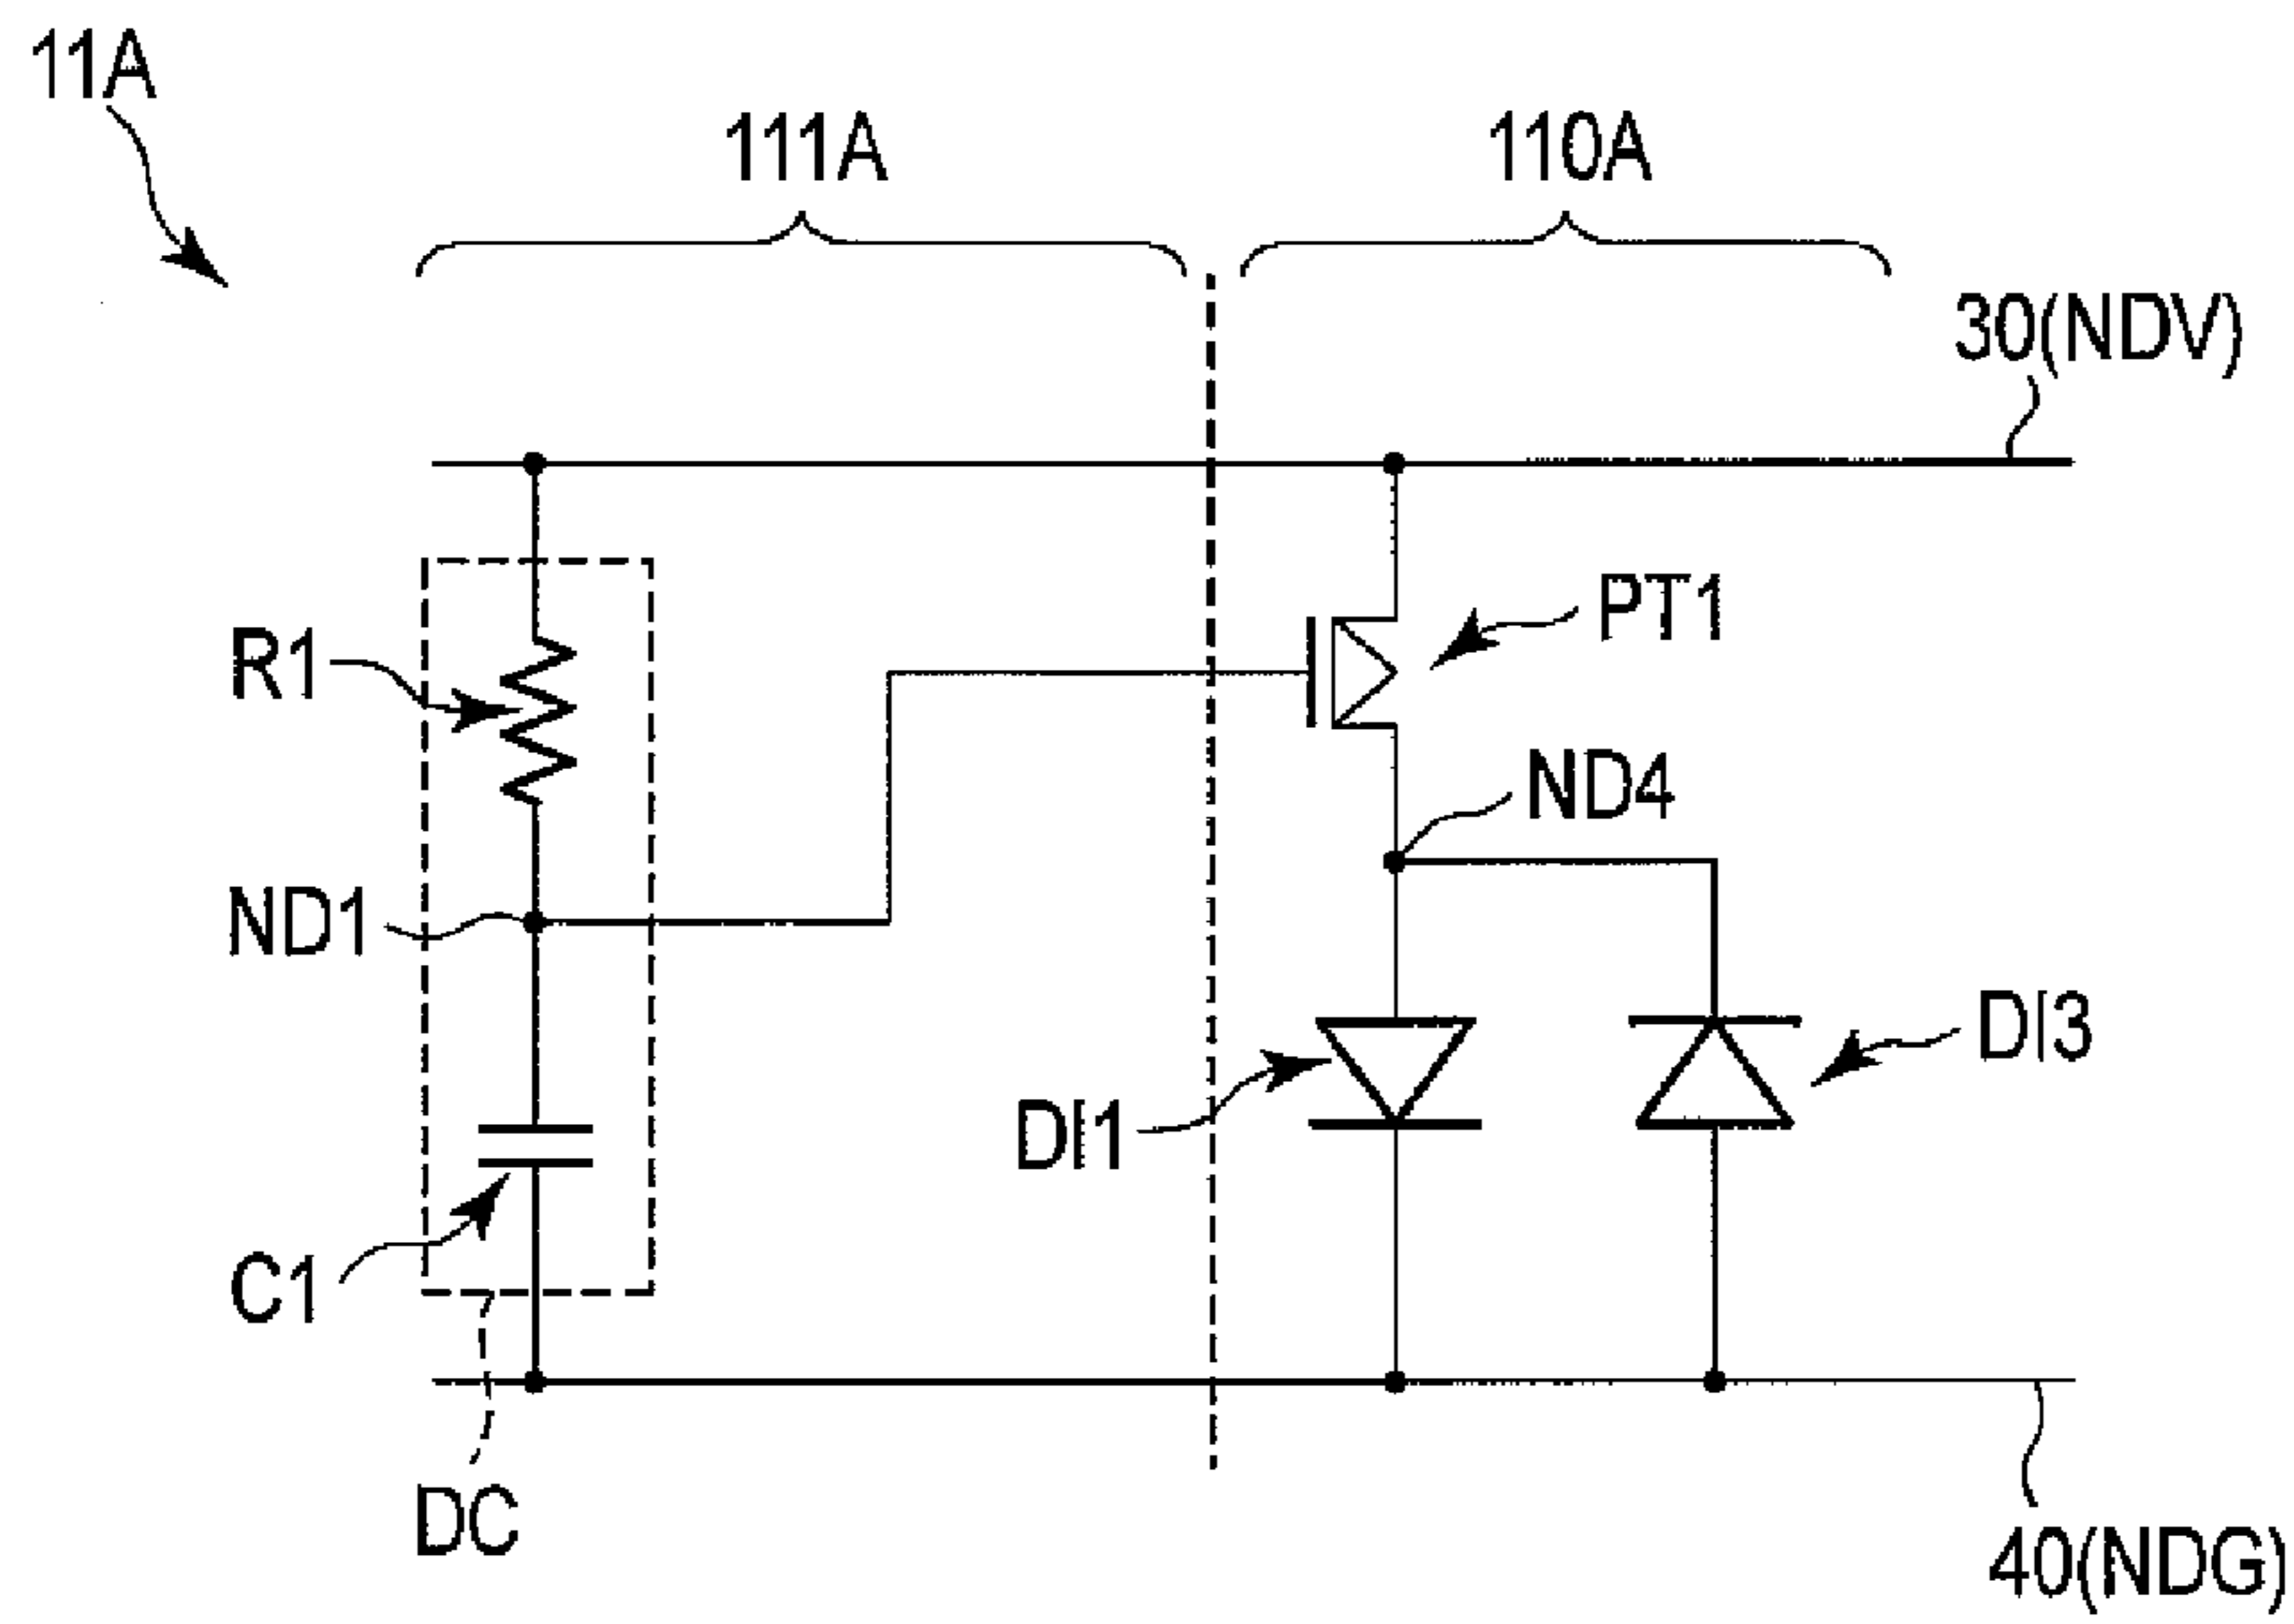 11A
111A
110A
30(NDV)
PT1
R1
ND4
ND1
DI3
DI1
C1
DC
40(NDG)